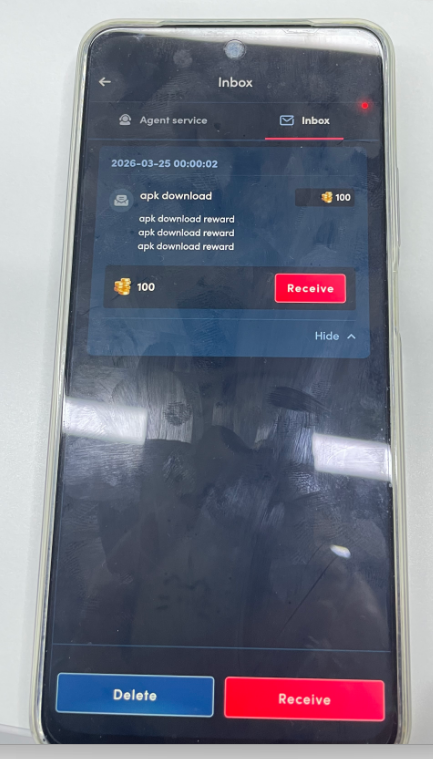 Inbox
Agent service
Inbox
2026-03-25 00:00:02
apk download
100
apk download reward
apk download reward
apk download reward
100
Receive
Hide
Delete
Receive